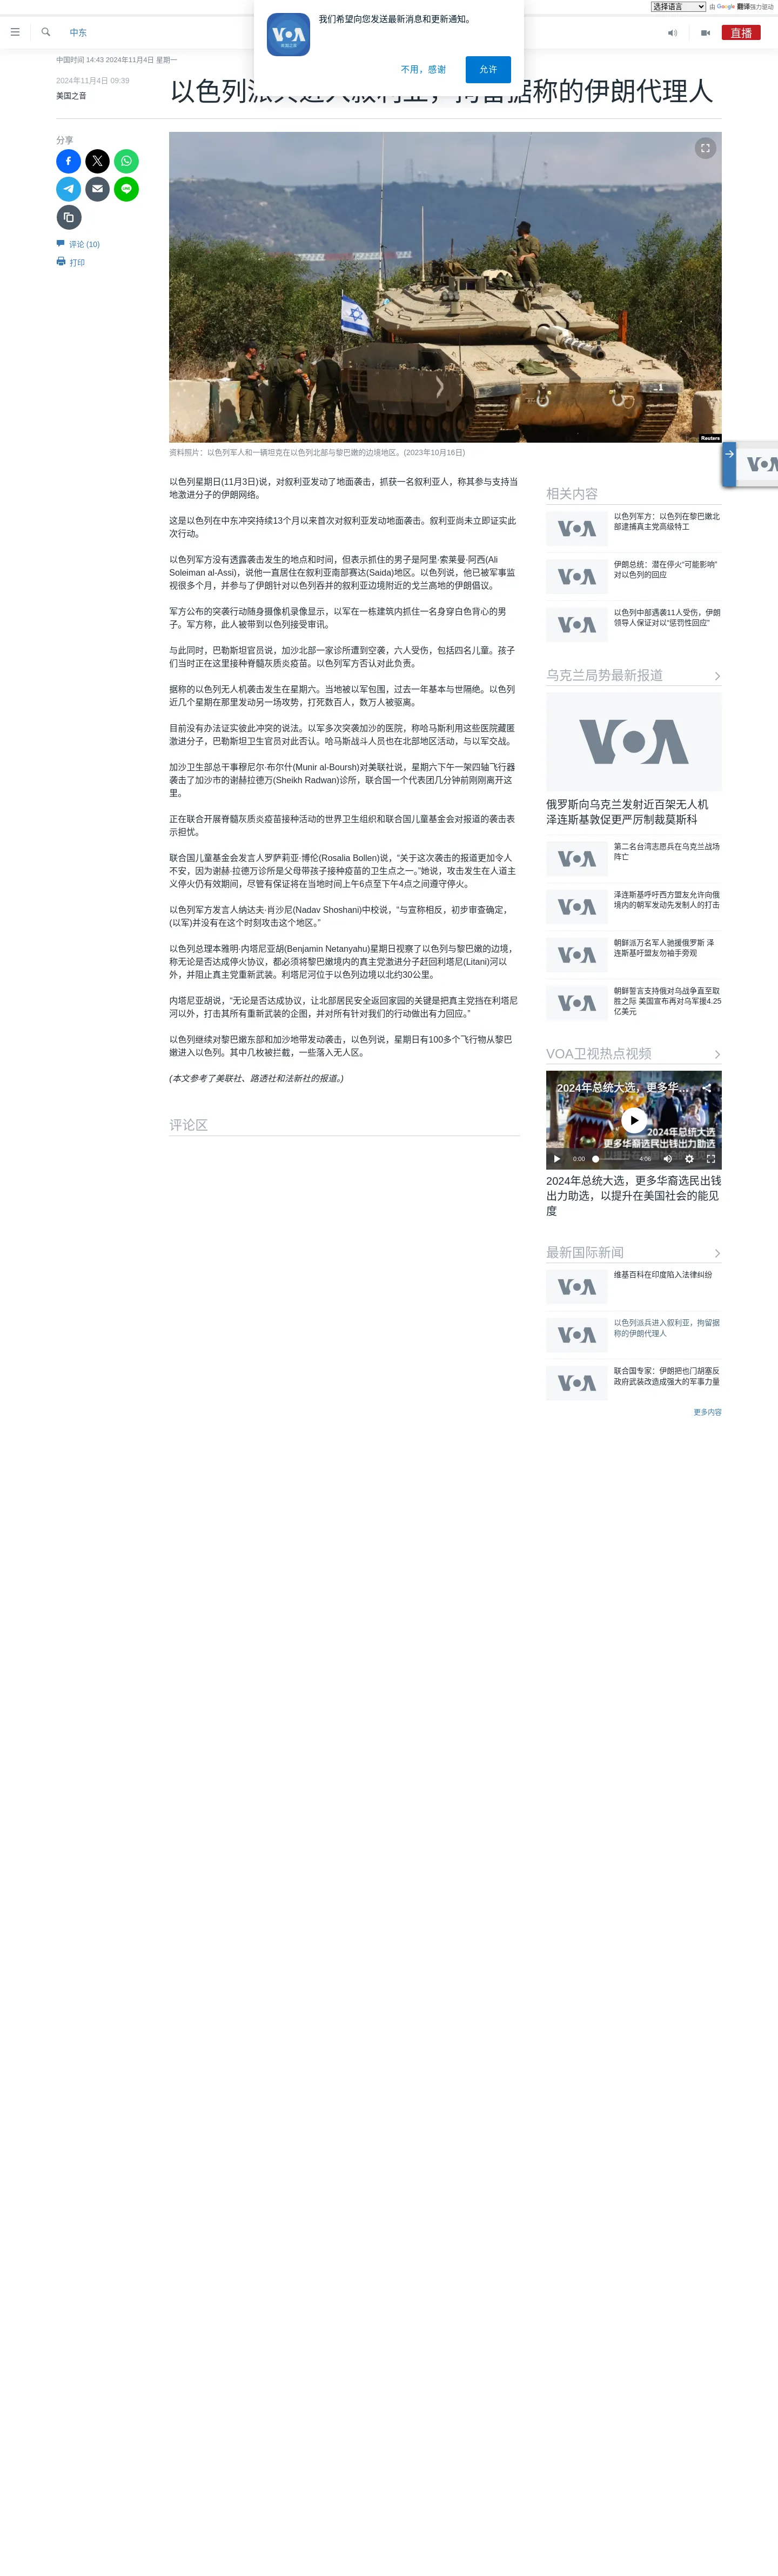 选择语言 由 Google 翻译强力驱动
我们希望向您发送最新消息和更新通知。
VOA
美国之音
不用，感谢
允许
中东
直播
中国时间 14:43 2024年11月4日 星期一
2024年11月4日 09:39
美国之音
以色列派兵进入叙利亚，拘留据称的伊朗代理人
分享
评论 (10)
打印
Reuters
资料照片：以色列军人和一辆坦克在以色列北部与黎巴嫩的边境地区。(2023年10月16日)
以色列星期日(11月3日)说，对叙利亚发动了地面袭击，抓获一名叙利亚人，称其参与支持当
地激进分子的伊朗网络。
这是以色列在中东冲突持续13个月以来首次对叙利亚发动地面袭击。叙利亚尚未立即证实此
次行动。
以色列军方没有透露袭击发生的地点和时间，但表示抓住的男子是阿里·索莱曼·阿西(Ali
Soleiman al-Assi)，说他一直居住在叙利亚南部赛达(Saida)地区。以色列说，他已被军事监
视很多个月，并参与了伊朗针对以色列吞并的叙利亚边境附近的戈兰高地的伊朗倡议。
军方公布的突袭行动随身摄像机录像显示，以军在一栋建筑内抓住一名身穿白色背心的男
子。军方称，此人被带到以色列接受审讯。
与此同时，巴勒斯坦官员说，加沙北部一家诊所遭到空袭，六人受伤，包括四名儿童。孩子
们当时正在这里接种脊髓灰质炎疫苗。以色列军方否认对此负责。
据称的以色列无人机袭击发生在星期六。当地被以军包围，过去一年基本与世隔绝。以色列
近几个星期在那里发动另一场攻势，打死数百人，数万人被驱离。
目前没有办法证实彼此冲突的说法。以军多次突袭加沙的医院，称哈马斯利用这些医院藏匿
激进分子，巴勒斯坦卫生官员对此否认。哈马斯战斗人员也在北部地区活动，与以军交战。
加沙卫生部总干事穆尼尔·布尔什(Munir al-Boursh)对美联社说，星期六下午一架四轴飞行器
袭击了加沙市的谢赫拉德万(Sheikh Radwan)诊所，联合国一个代表团几分钟前刚刚离开这
里。
正在联合开展脊髓灰质炎疫苗接种活动的世界卫生组织和联合国儿童基金会对报道的袭击表
示担忧。
联合国儿童基金会发言人罗萨莉亚·博伦(Rosalia Bollen)说，“关于这次袭击的报道更加令人
不安，因为谢赫·拉德万诊所是父母带孩子接种疫苗的卫生点之一。”她说，攻击发生在人道主
义停火仍有效期间，尽管有保证将在当地时间上午6点至下午4点之间遵守停火。
以色列军方发言人纳达夫·肖沙尼(Nadav Shoshani)中校说，“与宣称相反，初步审查确定，
(以军)并没有在这个时刻攻击这个地区。”
以色列总理本雅明·内塔尼亚胡(Benjamin Netanyahu)星期日视察了以色列与黎巴嫩的边境，
称无论是否达成停火协议，都必须将黎巴嫩境内的真主党激进分子赶回利塔尼(Litani)河以
外，并阻止真主党重新武装。利塔尼河位于以色列边境以北约30公里。
内塔尼亚胡说，“无论是否达成协议，让北部居民安全返回家园的关键是把真主党挡在利塔尼
河以外，打击其所有重新武装的企图，并对所有针对我们的行动做出有力回应。”
以色列继续对黎巴嫩东部和加沙地带发动袭击，以色列说，星期日有100多个飞行物从黎巴
嫩进入以色列。其中几枚被拦截，一些落入无人区。
(本文参考了美联社、路透社和法新社的报道。)
评论区
相关内容
VOA
以色列军方：以色列在黎巴嫩北
部逮捕真主党高级特工
VOA
伊朗总统：潜在停火“可能影响”
对以色列的回应
VOA
以色列中部遇袭11人受伤，伊朗
领导人保证对以“惩罚性回应”
乌克兰局势最新报道
VOA
俄罗斯向乌克兰发射近百架无人机
泽连斯基敦促更严厉制裁莫斯科
VOA
第二名台湾志愿兵在乌克兰战场
阵亡
VOA
泽连斯基呼吁西方盟友允许向俄
境内的朝军发动先发制人的打击
VOA
朝鲜派万名军人驰援俄罗斯 泽
连斯基吁盟友勿袖手旁观
VOA
朝鲜誓言支持俄对乌战争直至取
胜之际 美国宣布再对乌军援4.25
亿美元
VOA卫视热点视频
2024年总统大选，更多华...
2024年总统大选
更多华裔选民出钱出力助选
以提升在美国社会的能见度
0:00
4:06
2024年总统大选，更多华裔选民出钱
出力助选，以提升在美国社会的能见
度
最新国际新闻
VOA
维基百科在印度陷入法律纠纷
VOA
以色列派兵进入叙利亚，拘留据
称的伊朗代理人
VOA
联合国专家：伊朗把也门胡塞反
政府武装改造成强大的军事力量
更多内容